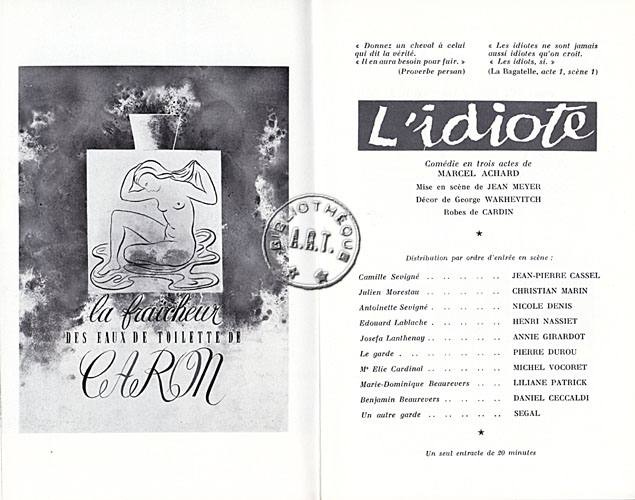 la fraîcheur
DES EAUX DE TOILETTE DE
CARON
BIBLIOTHÈQUE
A.R.T.
« Donnez un cheval à celui
qui dit la vérité.
« Il en aura besoin pour fuir. »
(Proverbe persan)
« Les idiotes ne sont jamais
aussi idiotes qu'on croit.
« Les idiots, si. »
(La Bagatelle, acte 1, scène 1)
L'idiote
Comédie en trois actes de
MARCEL ACHARD
Mise en scène de JEAN MEYER
Décor de George WAKHEVITCH
Robes de CARDIN
Distribution par ordre d'entrée en scène :
Camille Sevigné .. .. .. .. .. JEAN-PIERRE CASSEL
Julien Morestau .. .. .. .. .. CHRISTIAN MARIN
Antoinette Sevigné . .. .. .. .. NICOLE DENIS
Edouard Lablache . .. .. .. .. HENRI NASSIET
Josefa Lanthenay .. .. .. .. .. ANNIE GIRARDOT
Le garde . .. .. .. .. .. .. PIERRE DUROU
Me Elie Cardinal .. .. .. .. .. MICHEL VOCORET
Marie-Dominique Beaurevers .. .. LILIANE PATRICK
Benjamin Beaurevers .. .. .. .. DANIEL CECCALDI
Un autre garde .. .. .. .. .. SEGAL
Un seul entracte de 20 minutes